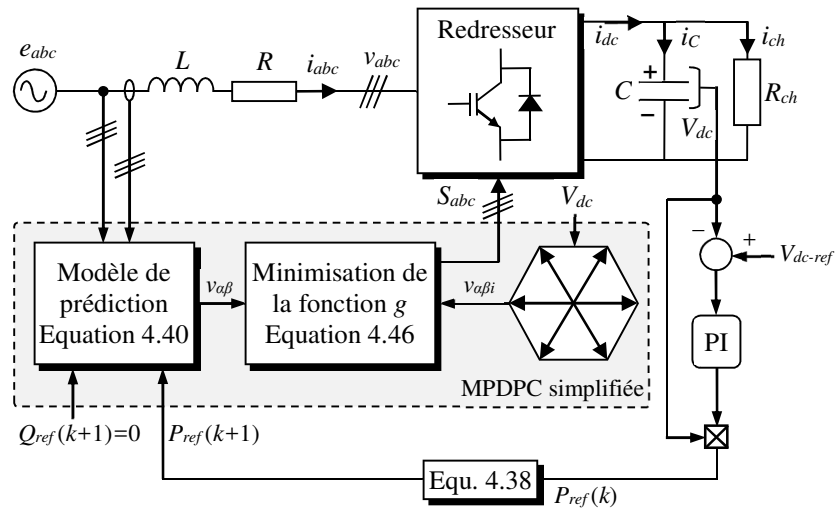 e_abc
L
R
i_abc
v_abc
Redresseur
i_dc
i_C
i_ch
+
C
−
V_dc
R_ch
S_abc
V_dc
Modèle de
prédiction
Equation 4.40
v_αβ
Minimisation de
la fonction g
Equation 4.46
v_αβi
MPDPC simplifiée
−
+
V_dc-ref
PI
Q_ref(k+1)=0
P_ref(k+1)
Equ. 4.38
P_ref(k)